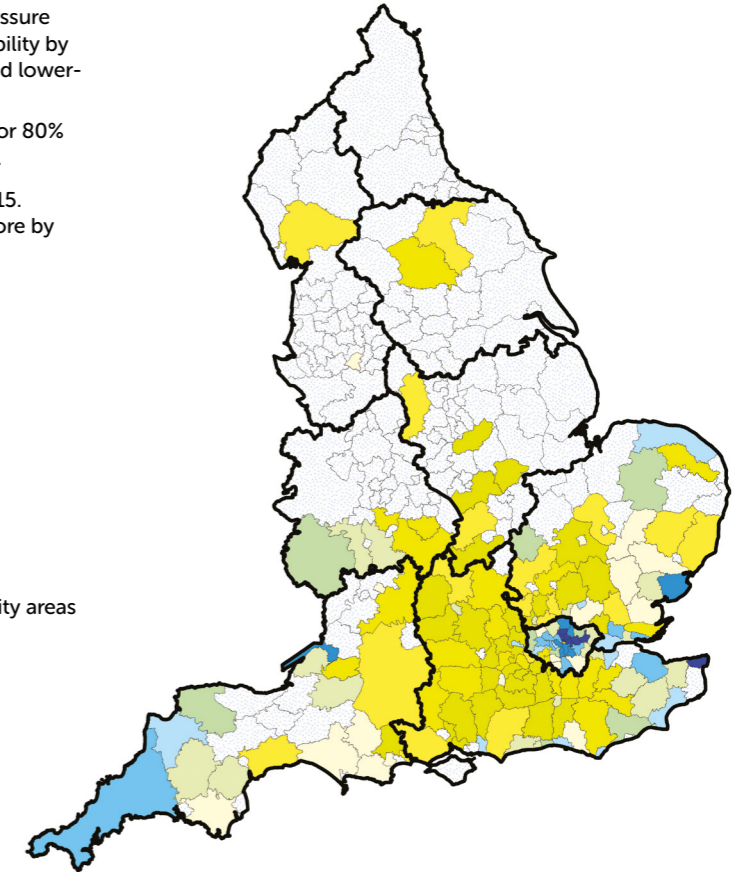 ssure
bility by
d lower-
or 80%
15.
ore by
ity areas